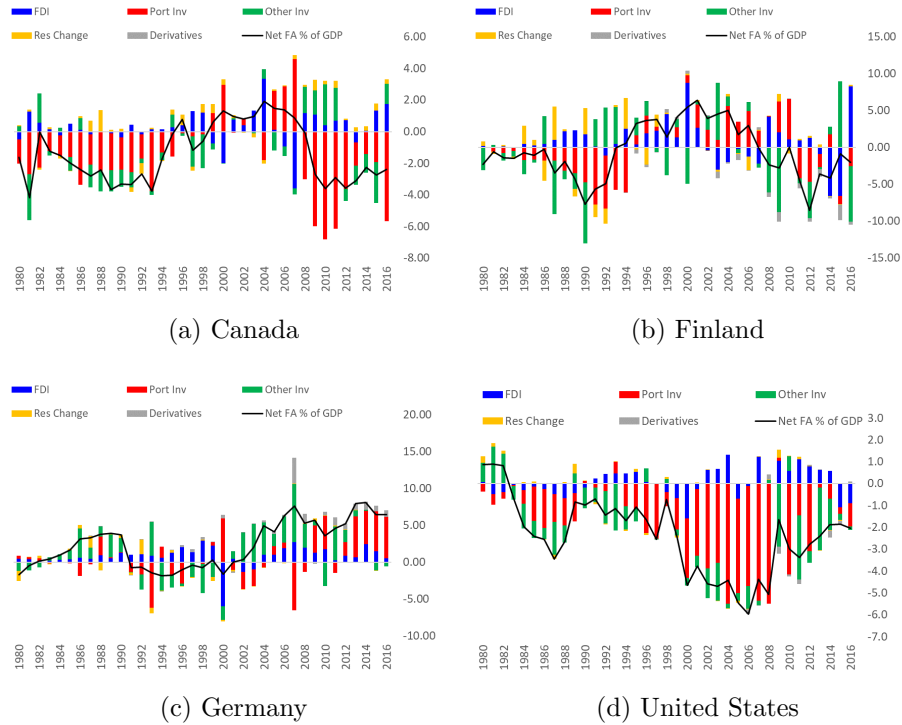 FDI Port Inv Other Inv
Res Change Derivatives Net FA % of GDP
6.00
4.00
2.00
0.00
-2.00
-4.00
-6.00
-8.00
1980 1982 1984 1986 1988 1990 1992 1994 1996 1998 2000 2002 2004 2006 2008 2010 2012 2014 2016
(a) Canada
FDI Port Inv Other Inv
Res Change Derivatives Net FA % of GDP
15.00
10.00
5.00
0.00
-5.00
-10.00
-15.00
1980 1982 1984 1986 1988 1990 1992 1994 1996 1998 2000 2002 2004 2006 2008 2010 2012 2014 2016
(b) Finland
FDI Port Inv Other Inv
Res Change Derivatives Net FA % of GDP
20.00
15.00
10.00
5.00
0.00
-5.00
-10.00
1980 1982 1984 1986 1988 1990 1992 1994 1996 1998 2000 2002 2004 2006 2008 2010 2012 2014 2016
(c) Germany
FDI Port Inv Other Inv
Res Change Derivatives Net FA % of GDP
3.0
2.0
1.0
0.0
-1.0
-2.0
-3.0
-4.0
-5.0
-6.0
-7.0
1980 1982 1984 1986 1988 1990 1992 1994 1996 1998 2000 2002 2004 2006 2008 2010 2012 2014 2016
(d) United States